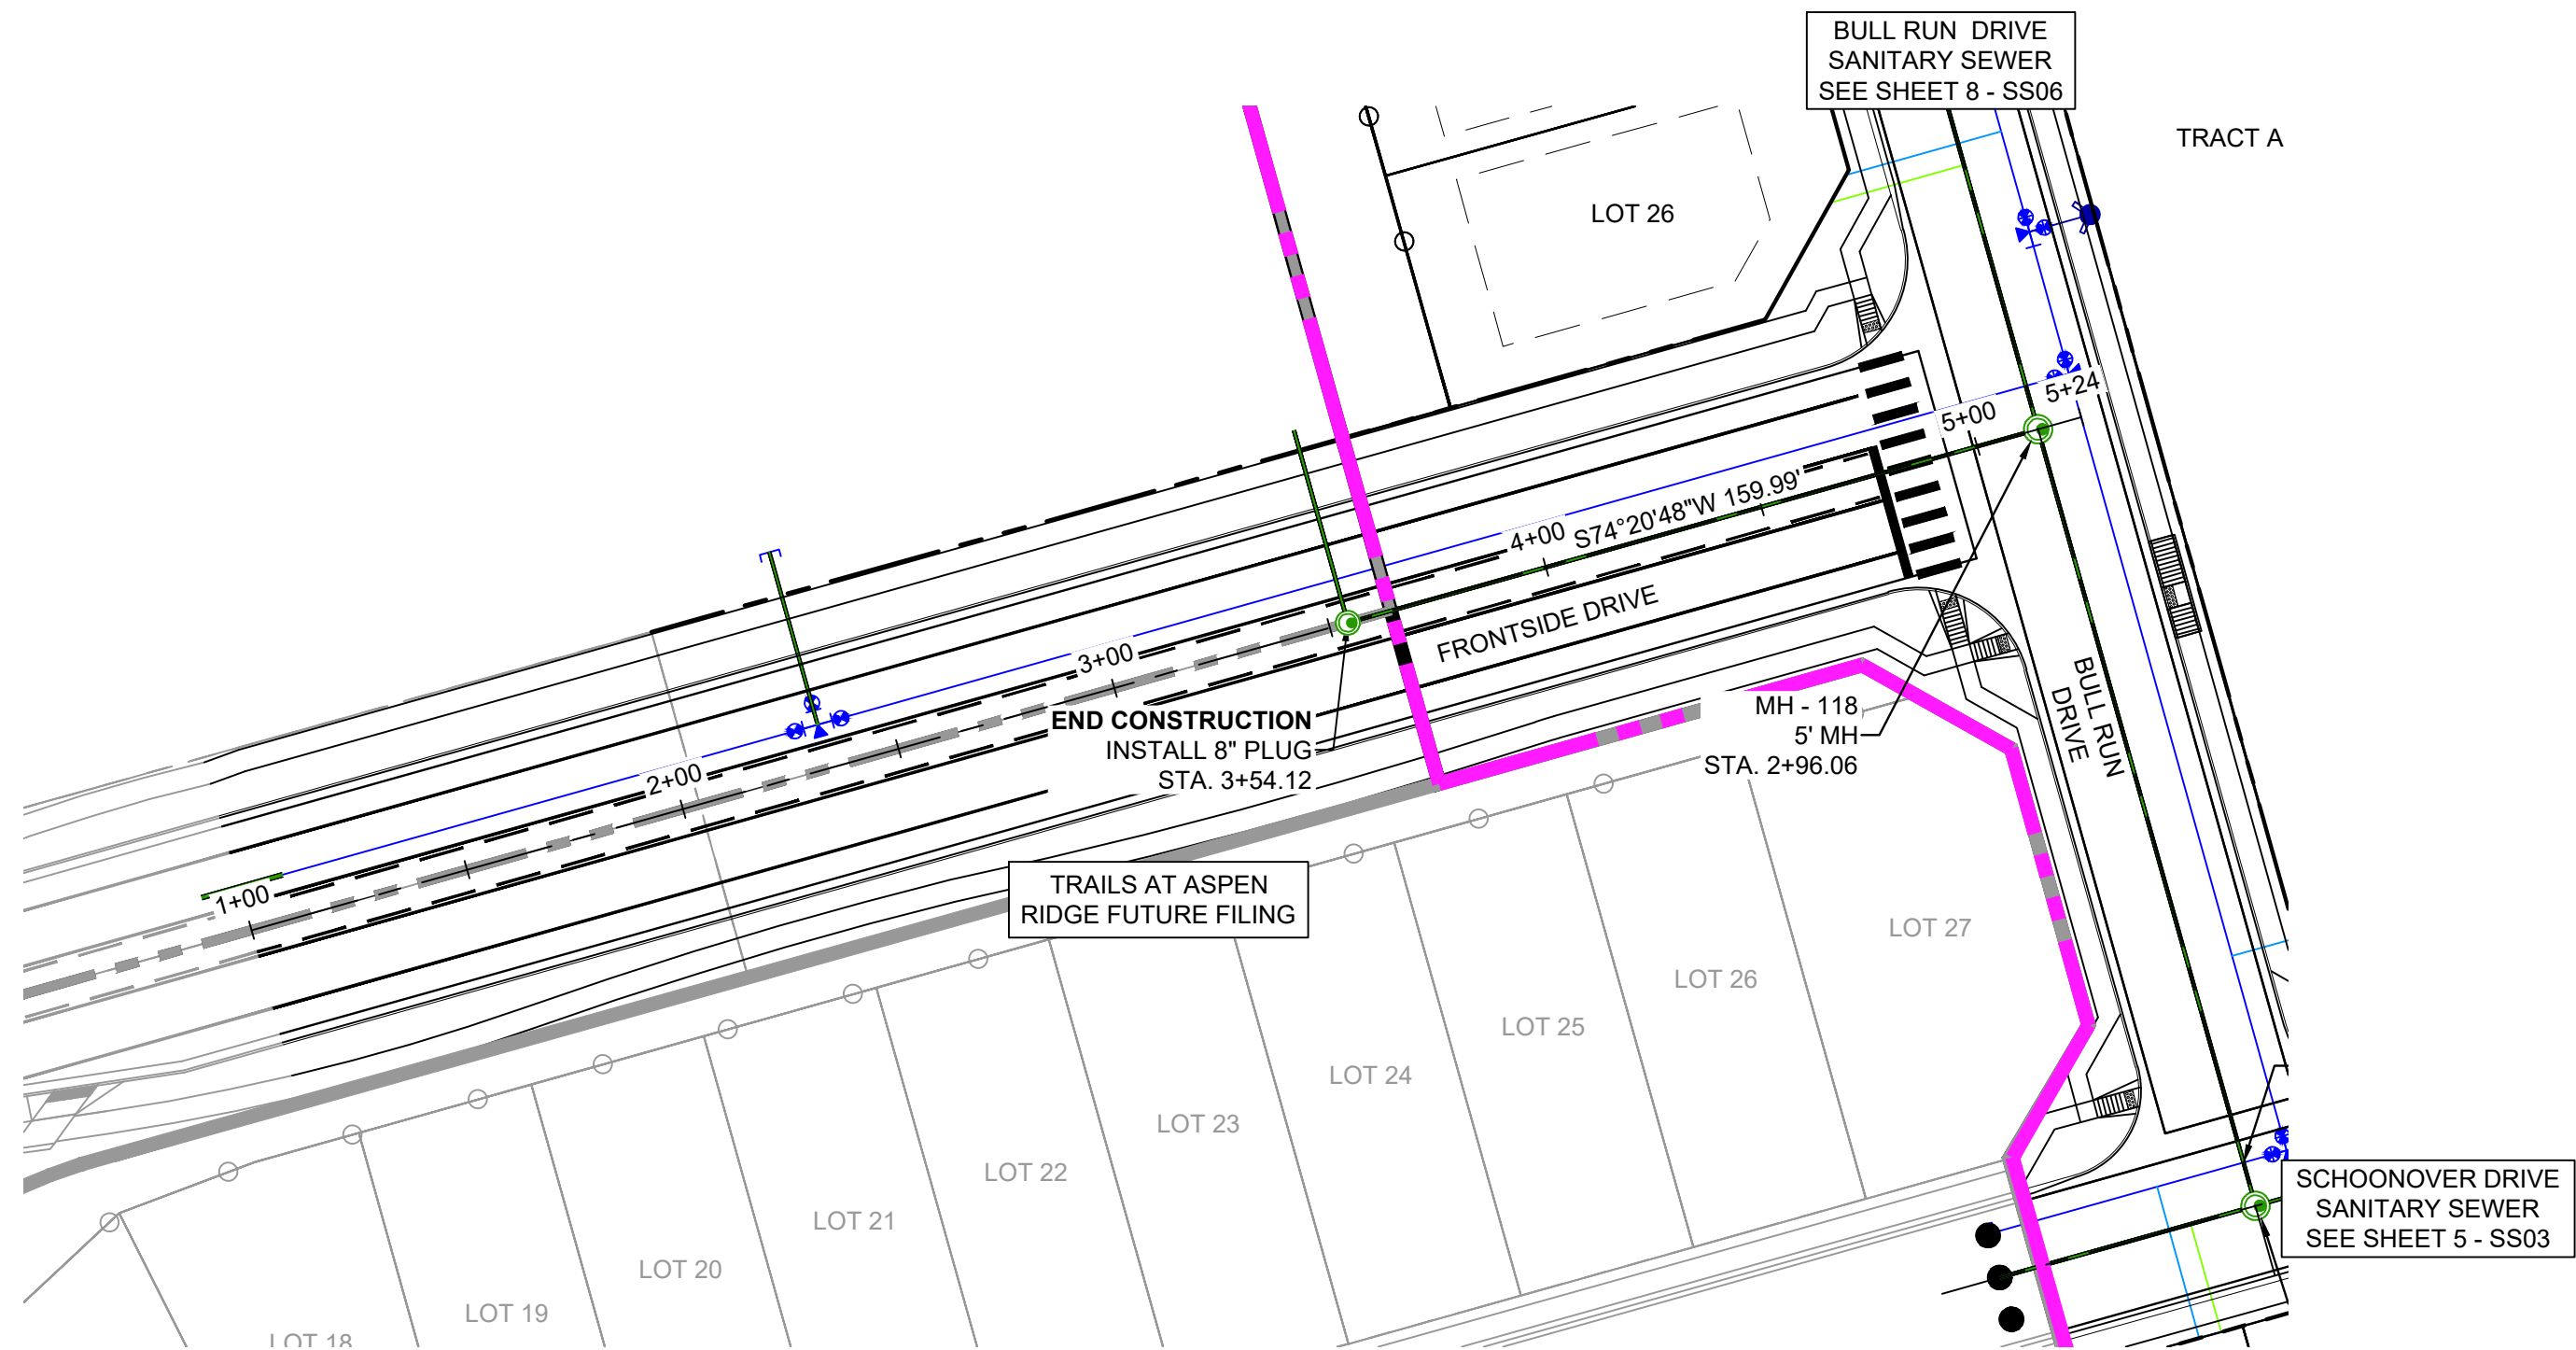 BULL RUN  DRIVE
SANITARY SEWER
SEE SHEET 8 - SS06
TRACT A
LOT 26
5+24
5+00
S74°20'48"W 159.99'
4+00
3+00
2+00
1+00
FRONTSIDE DRIVE
BULL RUN
DRIVE
END CONSTRUCTION
INSTALL 8" PLUG
STA. 3+54.12
MH - 118
5' MH
STA. 2+96.06
TRAILS AT ASPEN
RIDGE FUTURE FILING
LOT 27
LOT 26
LOT 25
LOT 24
LOT 23
LOT 22
LOT 21
LOT 20
LOT 19
LOT 18
SCHOONOVER DRIVE
SANITARY SEWER
SEE SHEET 5 - SS03